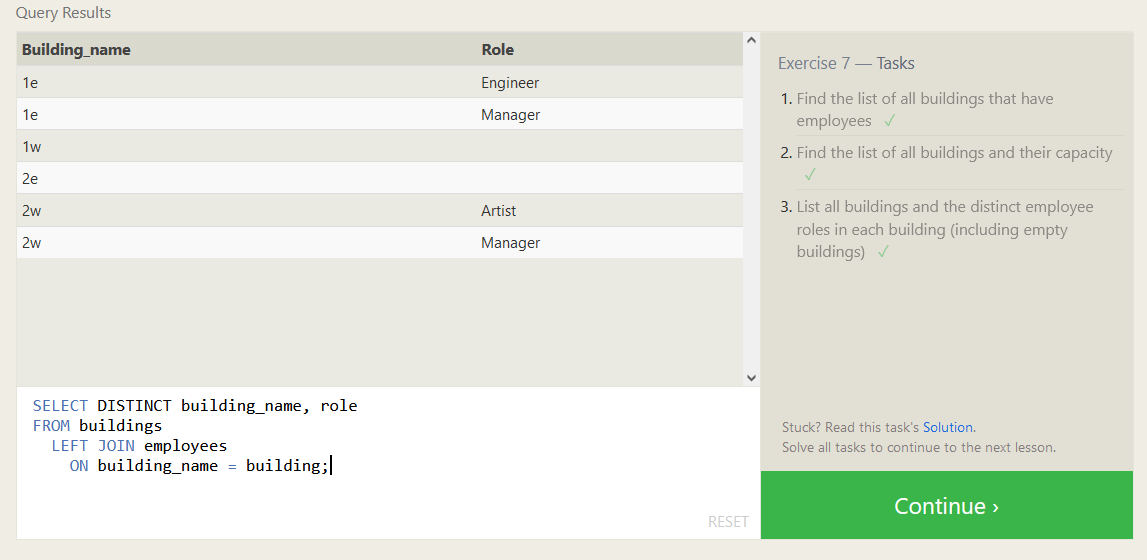 Query Results
Building_name Role
1e Engineer
1e Manager
1w
2e
2w Artist
2w Manager
SELECT DISTINCT building_name, role
FROM buildings
LEFT JOIN employees
ON building_name = building;
RESET
Exercise 7 — Tasks
1. Find the list of all buildings that have
employees ✓
2. Find the list of all buildings and their capacity
✓
3. List all buildings and the distinct employee
roles in each building (including empty
buildings) ✓
Stuck? Read this task's Solution.
Solve all tasks to continue to the next lesson.
Continue ›